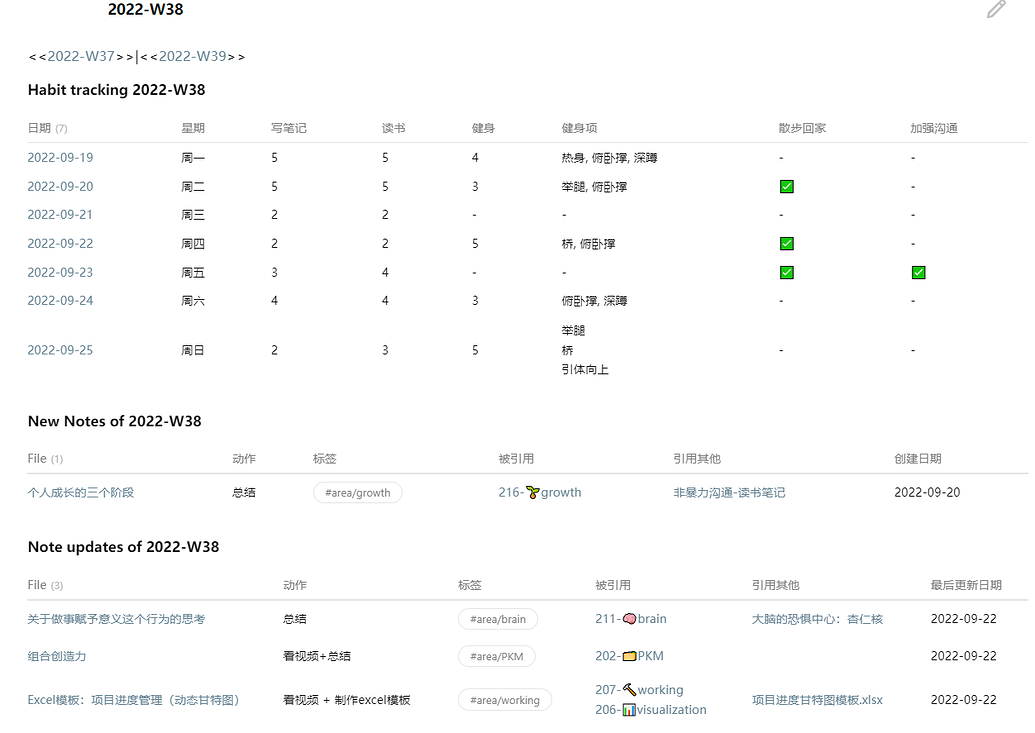 2022-W38
<<2022-W37>>|<<2022-W39>>
Habit tracking 2022-W38
日期 (7) 星期 写笔记 读书 健身 健身项 散步回家 加强沟通
2022-09-19 周一 5 5 4 热身, 俯卧撑, 深蹲 - -
2022-09-20 周二 5 5 3 举腿, 俯卧撑 ✅ -
2022-09-21 周三 2 2 - - - -
2022-09-22 周四 2 2 5 桥, 俯卧撑 ✅ -
2022-09-23 周五 3 4 - - ✅ ✅
2022-09-24 周六 4 4 3 俯卧撑, 深蹲 - -
举腿
2022-09-25 周日 2 3 5 桥 - -
引体向上
New Notes of 2022-W38
File (1) 动作 标签 被引用 引用其他 创建日期
个人成长的三个阶段 总结 #area/growth 216-🌱growth 非暴力沟通-读书笔记 2022-09-20
Note updates of 2022-W38
File (3) 动作 标签 被引用 引用其他 最后更新日期
关于做事赋予意义这个行为的思考 总结 #area/brain 211-🧠brain 大脑的恐惧中心：杏仁核 2022-09-22
组合创造力 看视频+总结 #area/PKM 202-🗂PKM 2022-09-22
207-🔨working
Excel模板：项目进度管理（动态甘特图） 看视频 + 制作excel模板 #area/working 项目进度甘特图模板.xlsx 2022-09-22
206-📊visualization